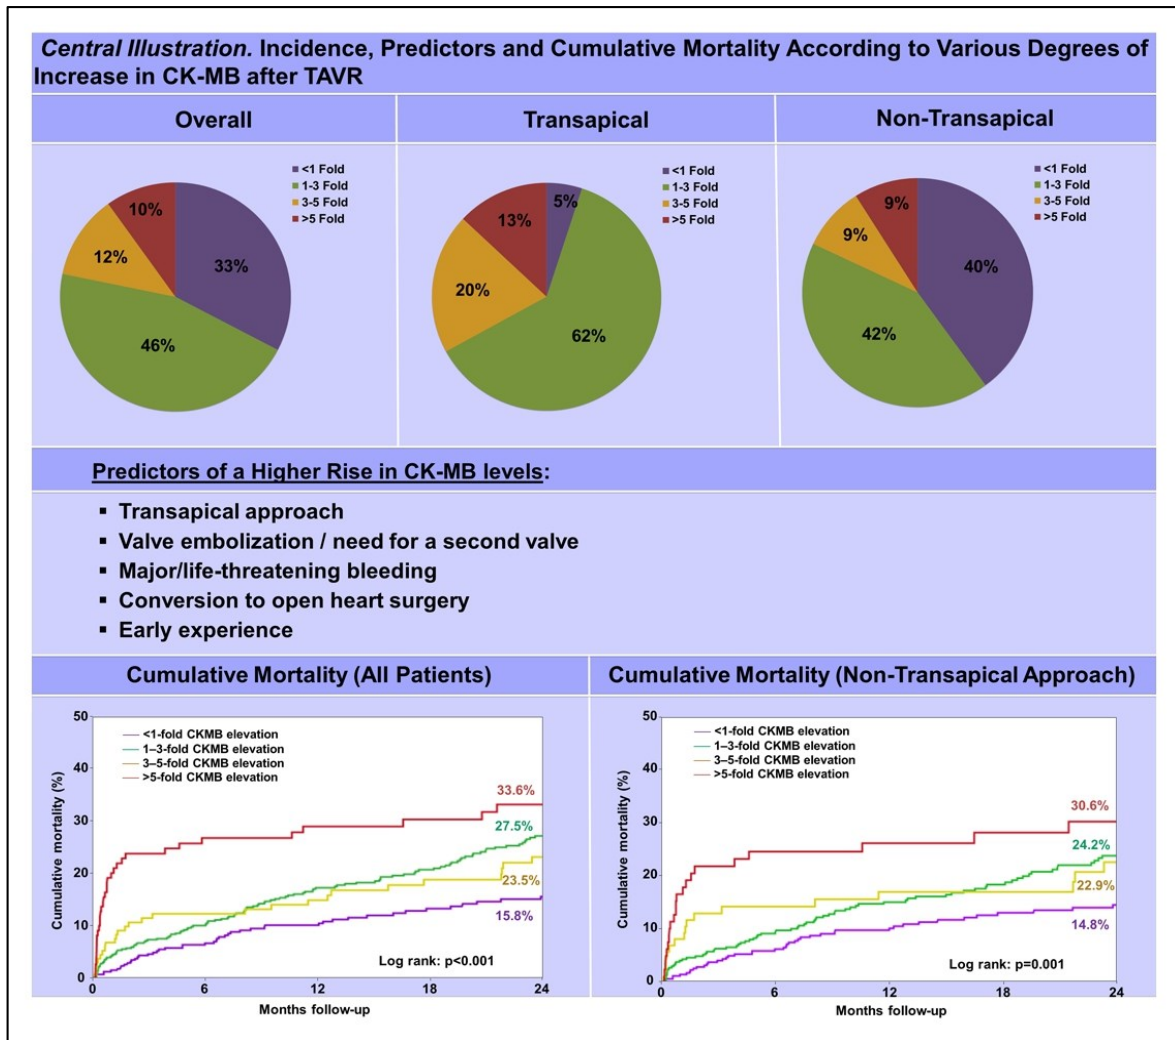 Central Illustration. Incidence, Predictors and Cumulative Mortality According to Various Degrees of
Increase in CK-MB after TAVR
Overall
Transapical
Non-Transapical
<1 Fold
1-3 Fold
3-5 Fold
>5 Fold
10%
33%
12%
46%
<1 Fold
1-3 Fold
3-5 Fold
>5 Fold
5%
13%
20%
62%
<1 Fold
1-3 Fold
3-5 Fold
>5 Fold
9%
9%
40%
42%
Predictors of a Higher Rise in CK-MB levels:
▪ Transapical approach
▪ Valve embolization / need for a second valve
▪ Major/life-threatening bleeding
▪ Conversion to open heart surgery
▪ Early experience
Cumulative Mortality (All Patients)
Cumulative mortality (%)
50
40
30
20
10
0
<1-fold CKMB elevation
1–3-fold CKMB elevation
3–5-fold CKMB elevation
>5-fold CKMB elevation
33.6%
27.5%
23.5%
15.8%
Log rank: p<0.001
0 6 12 18 24
Months follow-up
Cumulative Mortality (Non-Transapical Approach)
Cumulative mortality (%)
50
40
30
20
10
0
<1-fold CKMB elevation
1–3-fold CKMB elevation
3–5-fold CKMB elevation
>5-fold CKMB elevation
30.6%
24.2%
22.9%
14.8%
Log rank: p=0.001
0 6 12 18 24
Months follow-up